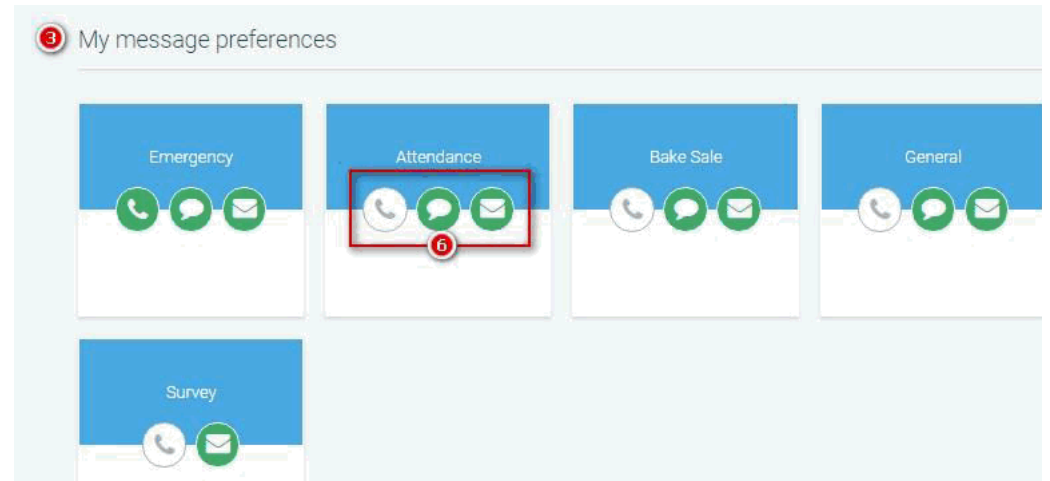 3 My message preferences
Emergency
Attendance
Bake Sale
General
6
Survey